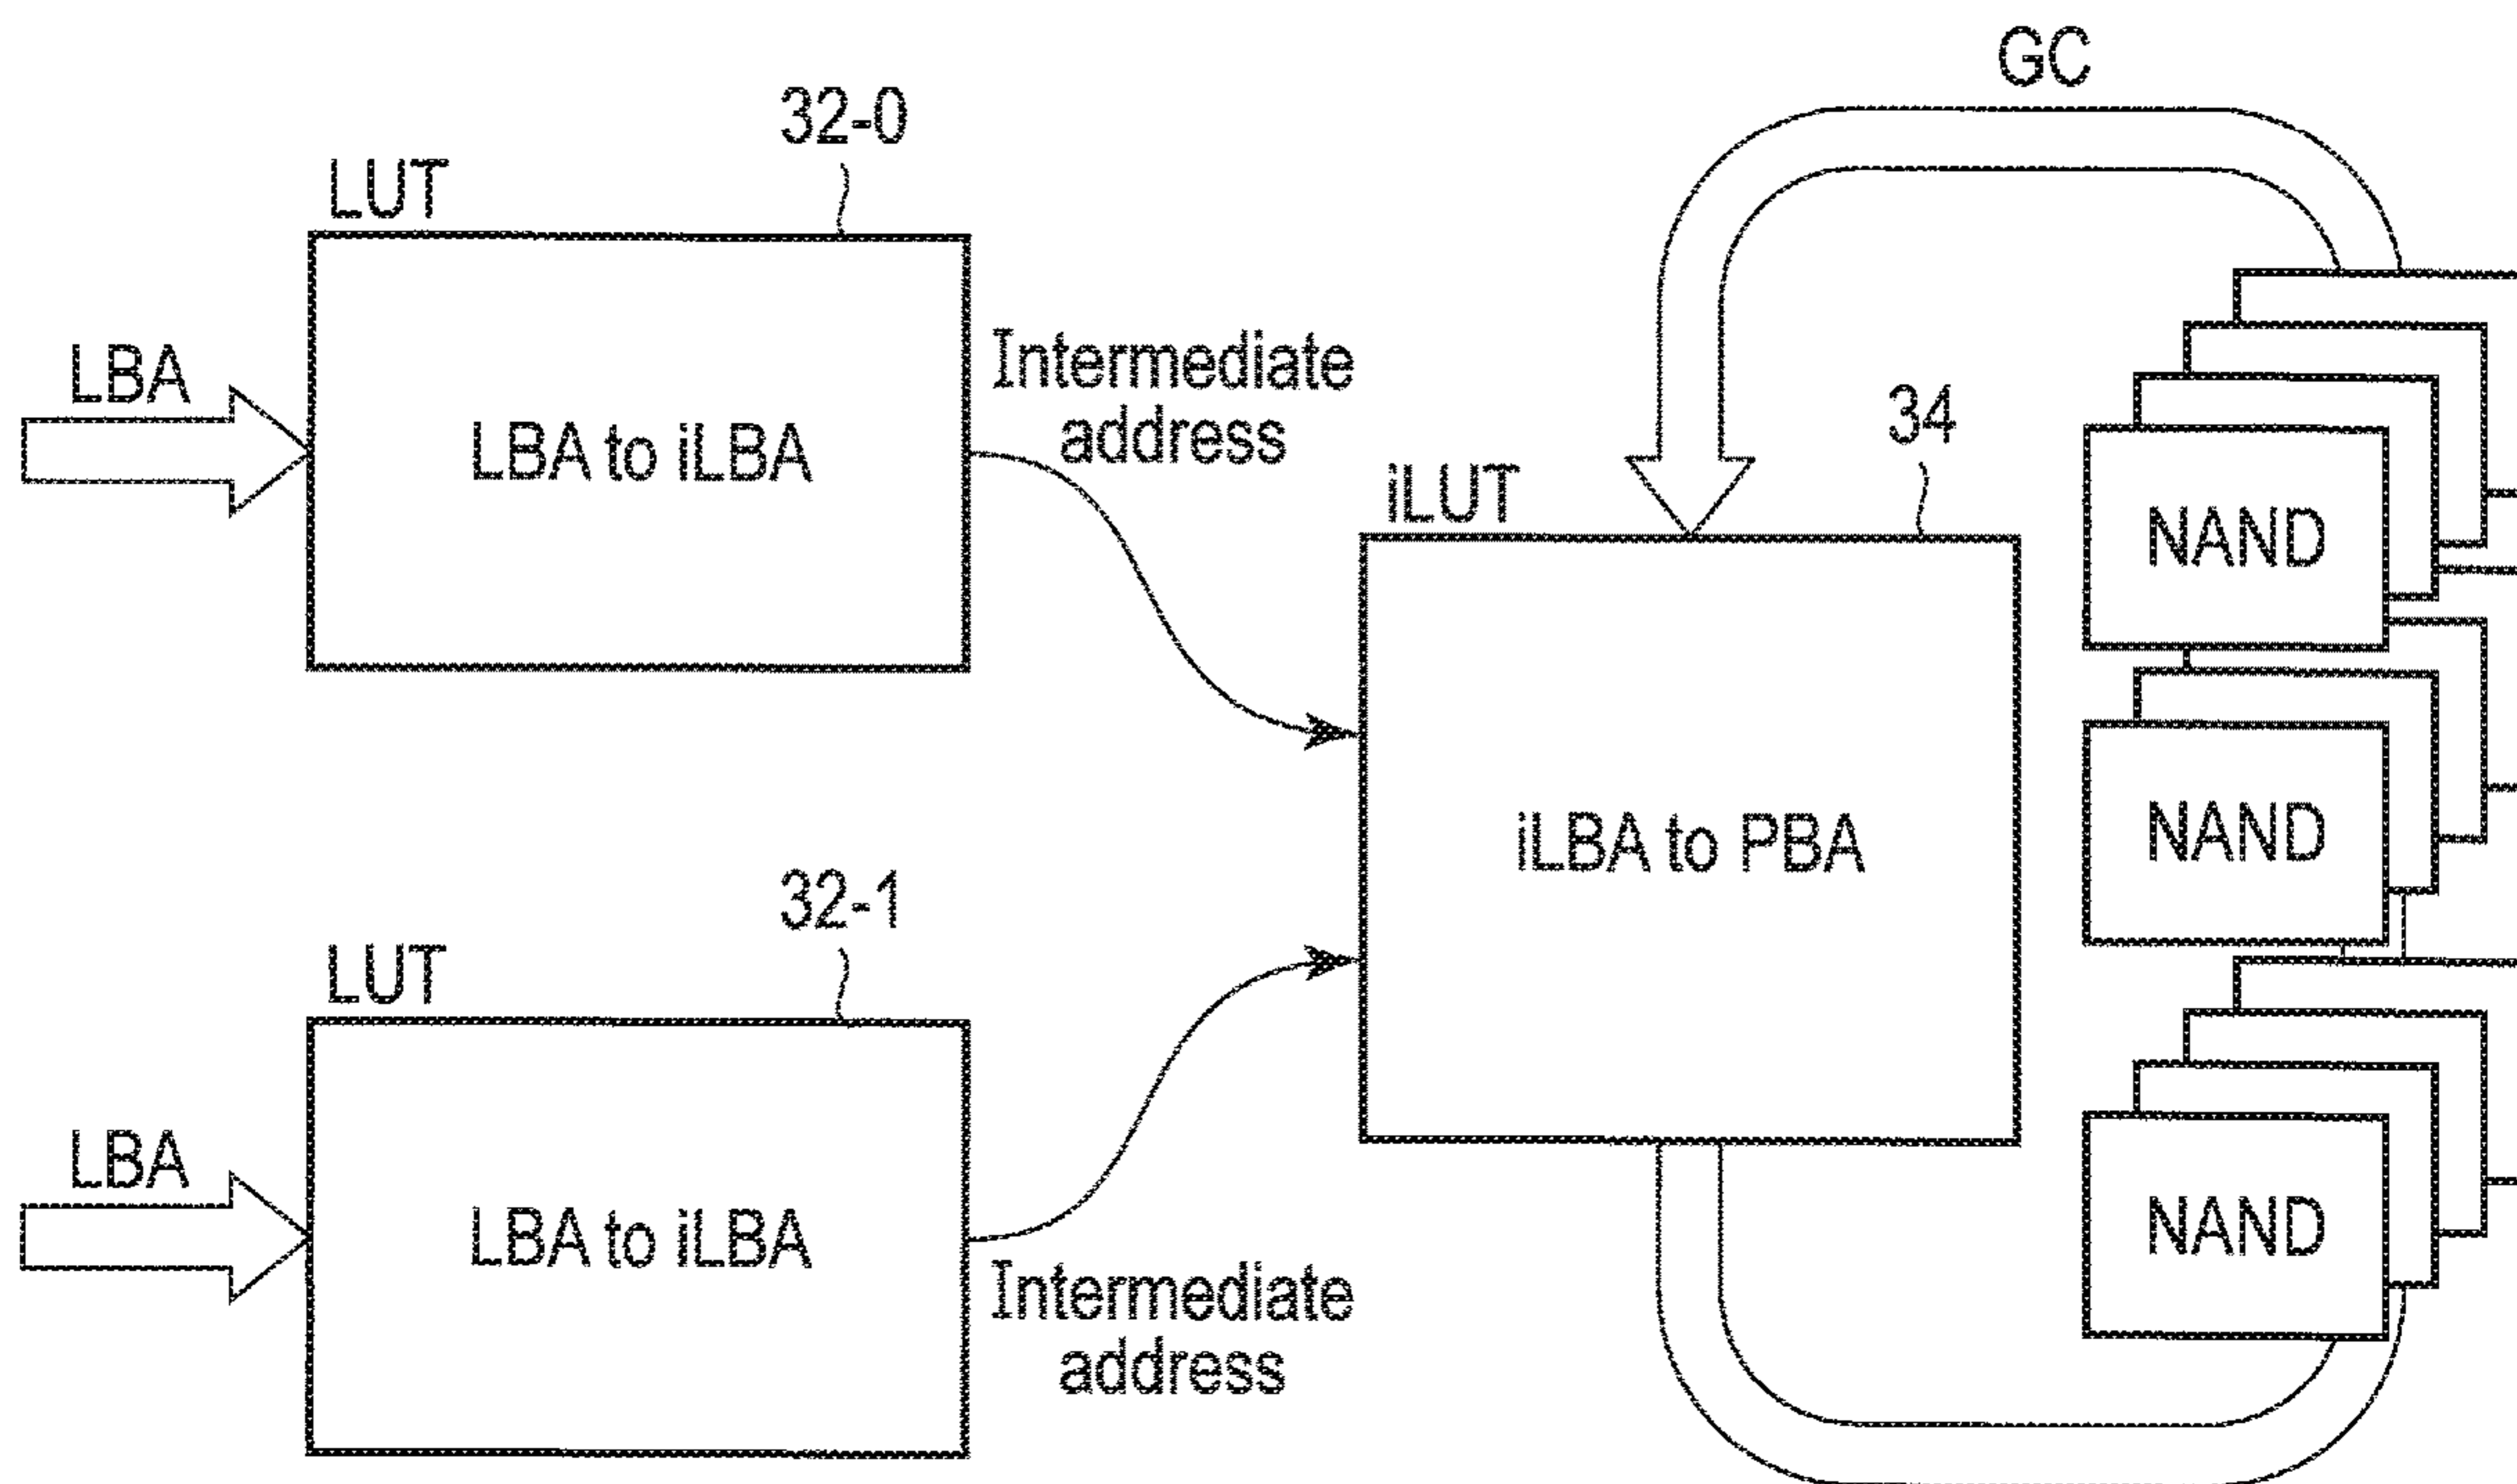 GC
32-0
LUT
LBA
LBA to iLBA
Intermediate
address
34
iLUT
NAND
iLBA to PBA
NAND
32-1
LUT
LBA
LBA to iLBA
NAND
Intermediate
address